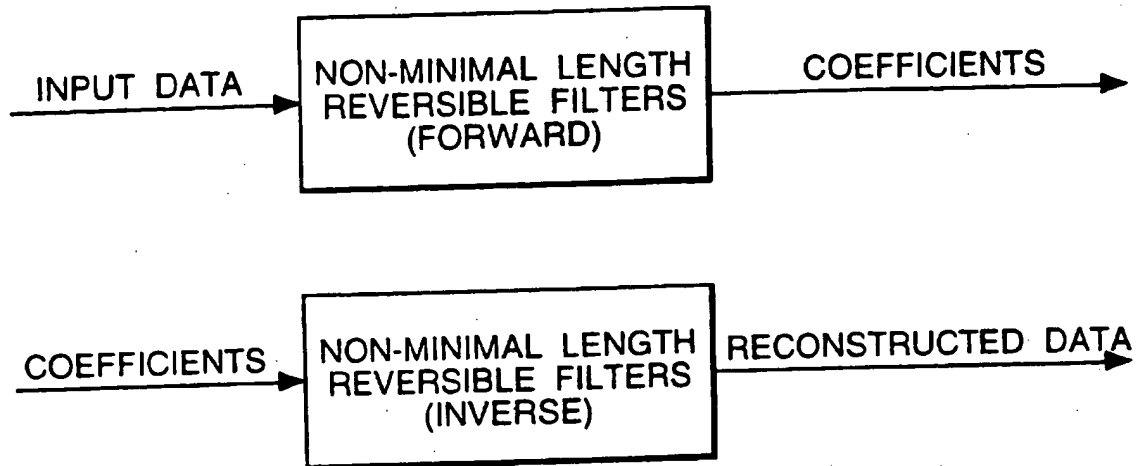 INPUT DATA
NON-MINIMAL LENGTH
REVERSIBLE FILTERS
(FORWARD)
COEFFICIENTS
COEFFICIENTS
NON-MINIMAL LENGTH
REVERSIBLE FILTERS
(INVERSE)
RECONSTRUCTED DATA